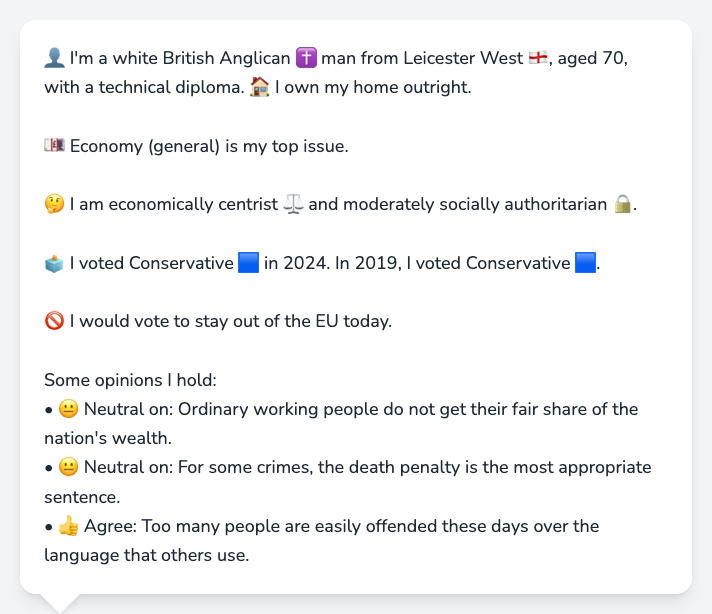 👤 I'm a white British Anglican ✝️ man from Leicester West 🏴󠁧󠁢󠁥󠁮󠁧󠁿, aged 70,
with a technical diploma. 🏠 I own my home outright.
💷 Economy (general) is my top issue.
🤔 I am economically centrist ⚖️ and moderately socially authoritarian 🔒.
🗳️ I voted Conservative 🟦 in 2024. In 2019, I voted Conservative 🟦.
🚫 I would vote to stay out of the EU today.
Some opinions I hold:
• 😐 Neutral on: Ordinary working people do not get their fair share of the
nation's wealth.
• 😐 Neutral on: For some crimes, the death penalty is the most appropriate
sentence.
• 👍 Agree: Too many people are easily offended these days over the
language that others use.